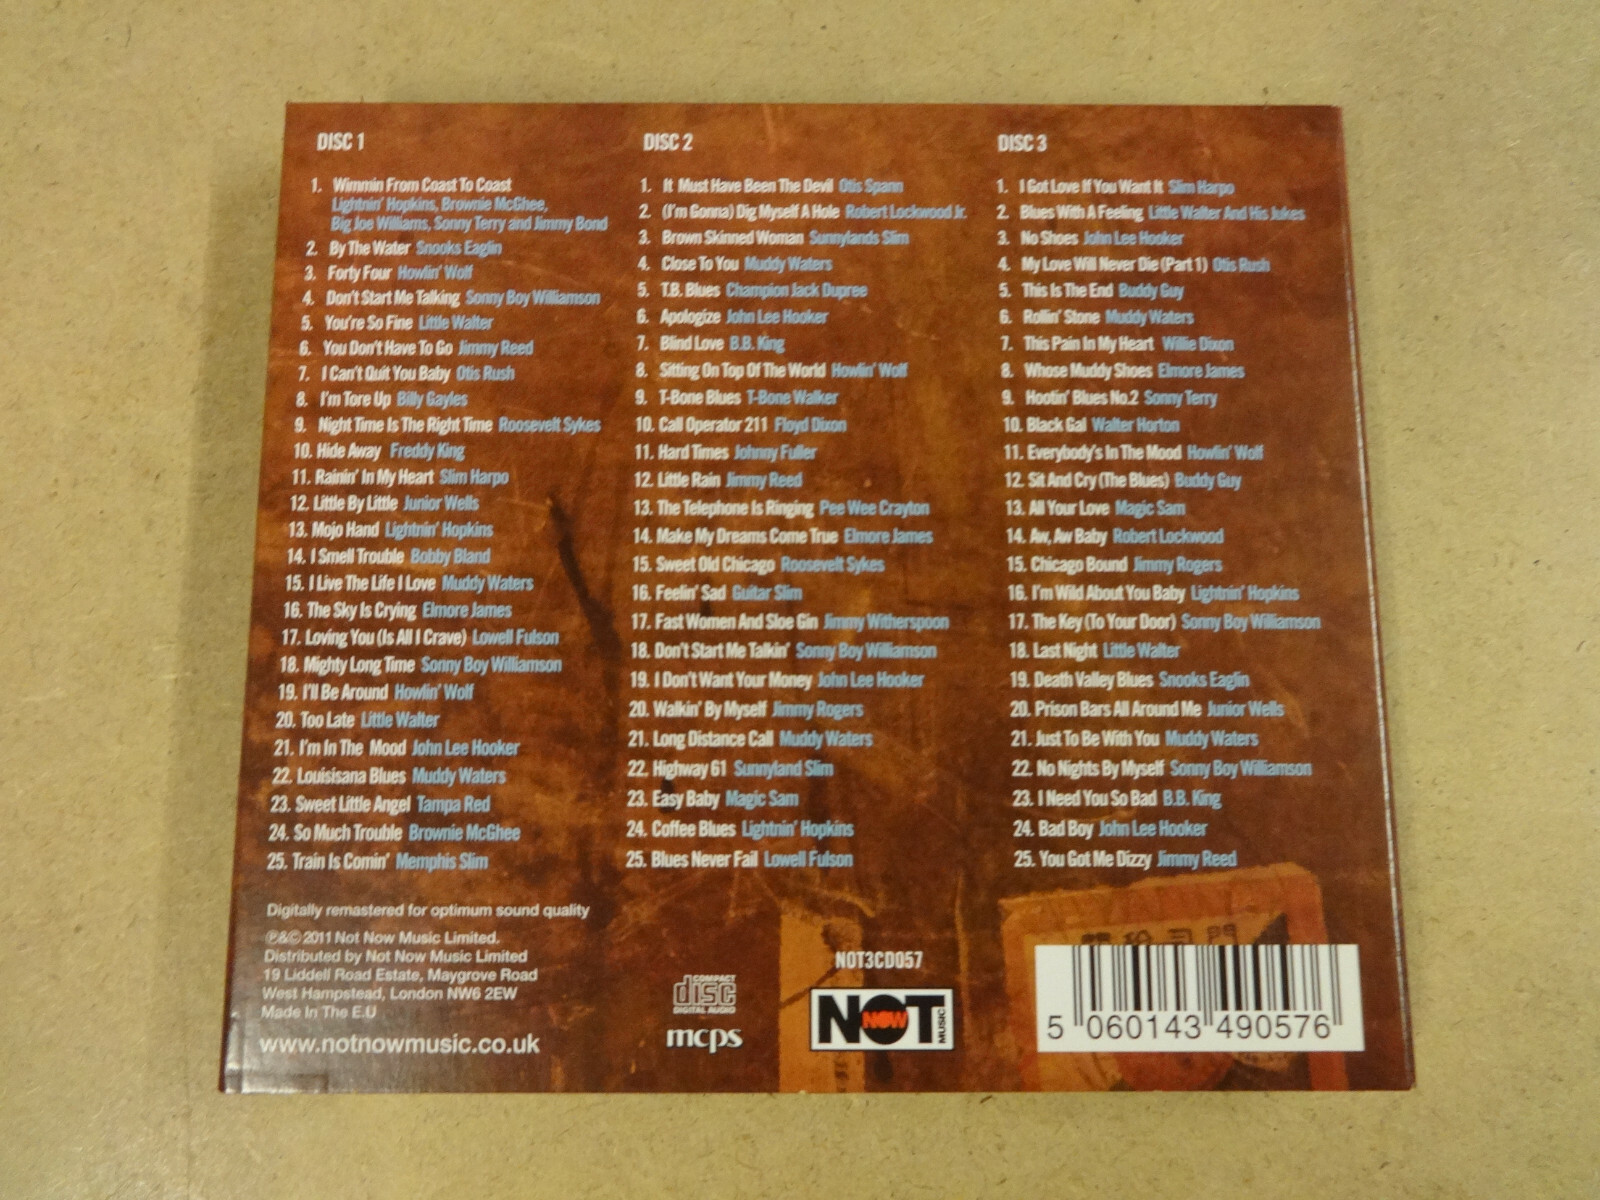 DISC 1
1. Wimmin From Coast To Coast
Lightnin' Hopkins, Brownie McGhee,
Big Joe Williams, Sonny Terry and Jimmy Bond
2. By The Water Snooks Eaglin
3. Forty Four Howlin' Wolf
4. Don't Start Me Talking Sonny Boy Williamson
5. You're So Fine Little Walter
6. You Don't Have To Go Jimmy Reed
7. I Can't Quit You Baby Otis Rush
8. I'm Tore Up Billy Gayles
9. Night Time Is The Right Time Roosevelt Sykes
10. Hide Away Freddy King
11. Rainin' In My Heart Slim Harpo
12. Little By Little Junior Wells
13. Mojo Hand Lightnin' Hopkins
14. I Smell Trouble Bobby Bland
15. I Live The Life I Love Muddy Waters
16. The Sky Is Crying Elmore James
17. Loving You (Is All I Crave) Lowell Fulson
18. Mighty Long Time Sonny Boy Williamson
19. I'll Be Around Howlin' Wolf
20. Too Late Little Walter
21. I'm In The Mood John Lee Hooker
22. Louisisana Blues Muddy Waters
23. Sweet Little Angel Tampa Red
24. So Much Trouble Brownie McGhee
25. Train Is Comin' Memphis Slim
DISC 2
1. It Must Have Been The Devil Otis Spann
2. (I'm Gonna) Dig Myself A Hole Robert Lockwood Jr.
3. Brown Skinned Woman Sunnylands Slim
4. Close To You Muddy Waters
5. T.B. Blues Champion Jack Dupree
6. Apologize John Lee Hooker
7. Blind Love B.B. King
8. Sitting On Top Of The World Howlin' Wolf
9. T-Bone Blues T-Bone Walker
10. Call Operator 211 Floyd Dixon
11. Hard Times Johnny Fuller
12. Little Rain Jimmy Reed
13. The Telephone Is Ringing Pee Wee Crayton
14. Make My Dreams Come True Elmore James
15. Sweet Old Chicago Roosevelt Sykes
16. Feelin' Sad Guitar Slim
17. Fast Women And Sloe Gin Jimmy Witherspoon
18. Don't Start Me Talkin' Sonny Boy Williamson
19. I Don't Want Your Money John Lee Hooker
20. Walkin' By Myself Jimmy Rogers
21. Long Distance Call Muddy Waters
22. Highway 61 Sunnyland Slim
23. Easy Baby Magic Sam
24. Coffee Blues Lightnin' Hopkins
25. Blues Never Fail Lowell Fulson
DISC 3
1. I Got Love If You Want It Slim Harpo
2. Blues With A Feeling Little Walter And His Jukes
3. No Shoes John Lee Hooker
4. My Love Will Never Die (Part 1) Otis Rush
5. This Is The End Buddy Guy
6. Rollin' Stone Muddy Waters
7. This Pain In My Heart Willie Dixon
8. Whose Muddy Shoes Elmore James
9. Hootin' Blues No.2 Sonny Terry
10. Black Gal Walter Horton
11. Everybody's In The Mood Howlin' Wolf
12. Sit And Cry (The Blues) Buddy Guy
13. All Your Love Magic Sam
14. Aw, Aw Baby Robert Lockwood
15. Chicago Bound Jimmy Rogers
16. I'm Wild About You Baby Lightnin' Hopkins
17. The Key (To Your Door) Sonny Boy Williamson
18. Last Night Little Walter
19. Death Valley Blues Snooks Eaglin
20. Prison Bars All Around Me Junior Wells
21. Just To Be With You Muddy Waters
22. No Nights By Myself Sonny Boy Williamson
23. I Need You So Bad B.B. King
24. Bad Boy John Lee Hooker
25. You Got Me Dizzy Jimmy Reed
Digitally remastered for optimum sound quality
℗&© 2011 Not Now Music Limited.
Distributed by Not Now Music Limited
19 Liddell Road Estate, Maygrove Road
West Hampstead, London NW6 2EW
Made In The E.U
www.notnowmusic.co.uk
COMPACT
disc
DIGITAL AUDIO
mcps
NOT3CD057
NOT NOW MUSIC
5 060143 490576